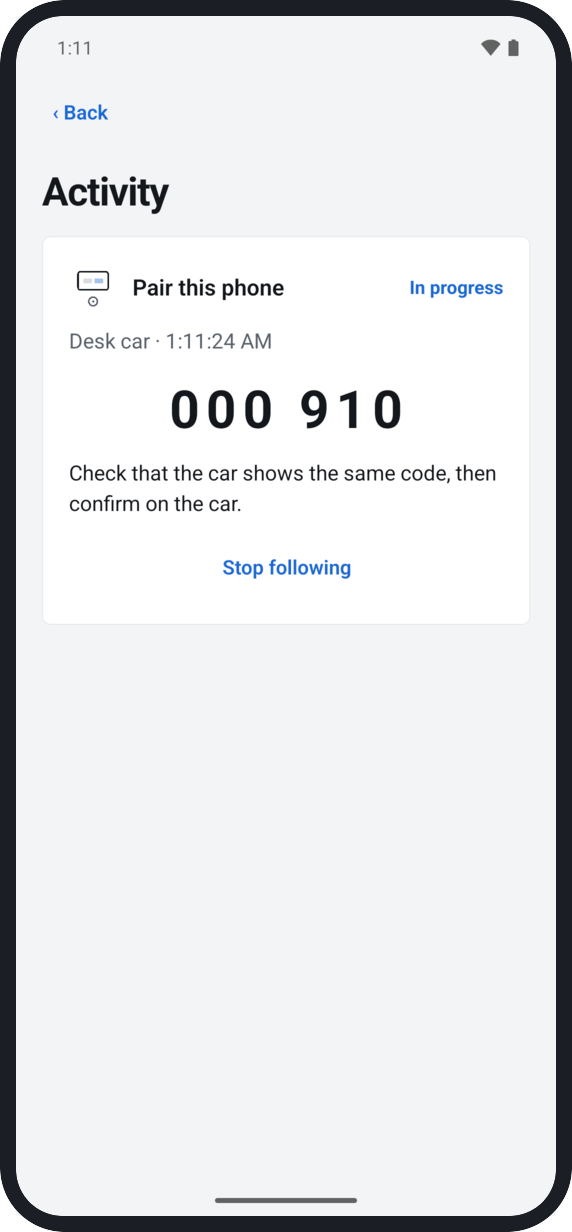 1:11
‹ Back
Activity
Pair this phone
In progress
Desk car · 1:11:24 AM
000 910
Check that the car shows the same code, then
confirm on the car.
Stop following